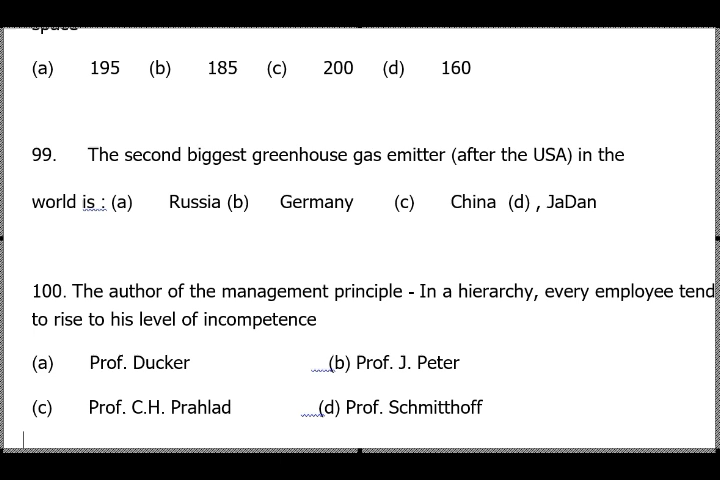 (a) 195 (b) 185 (c) 200 (d) 160
99. The second biggest greenhouse gas emitter (after the USA) in the
world is : (a) Russia (b) Germany (c) China (d) , JaDan
100. The author of the management principle - In a hierarchy, every employee tend
to rise to his level of incompetence
(a) Prof. Ducker (b) Prof. J. Peter
(c) Prof. C.H. Prahlad (d) Prof. Schmitthoff